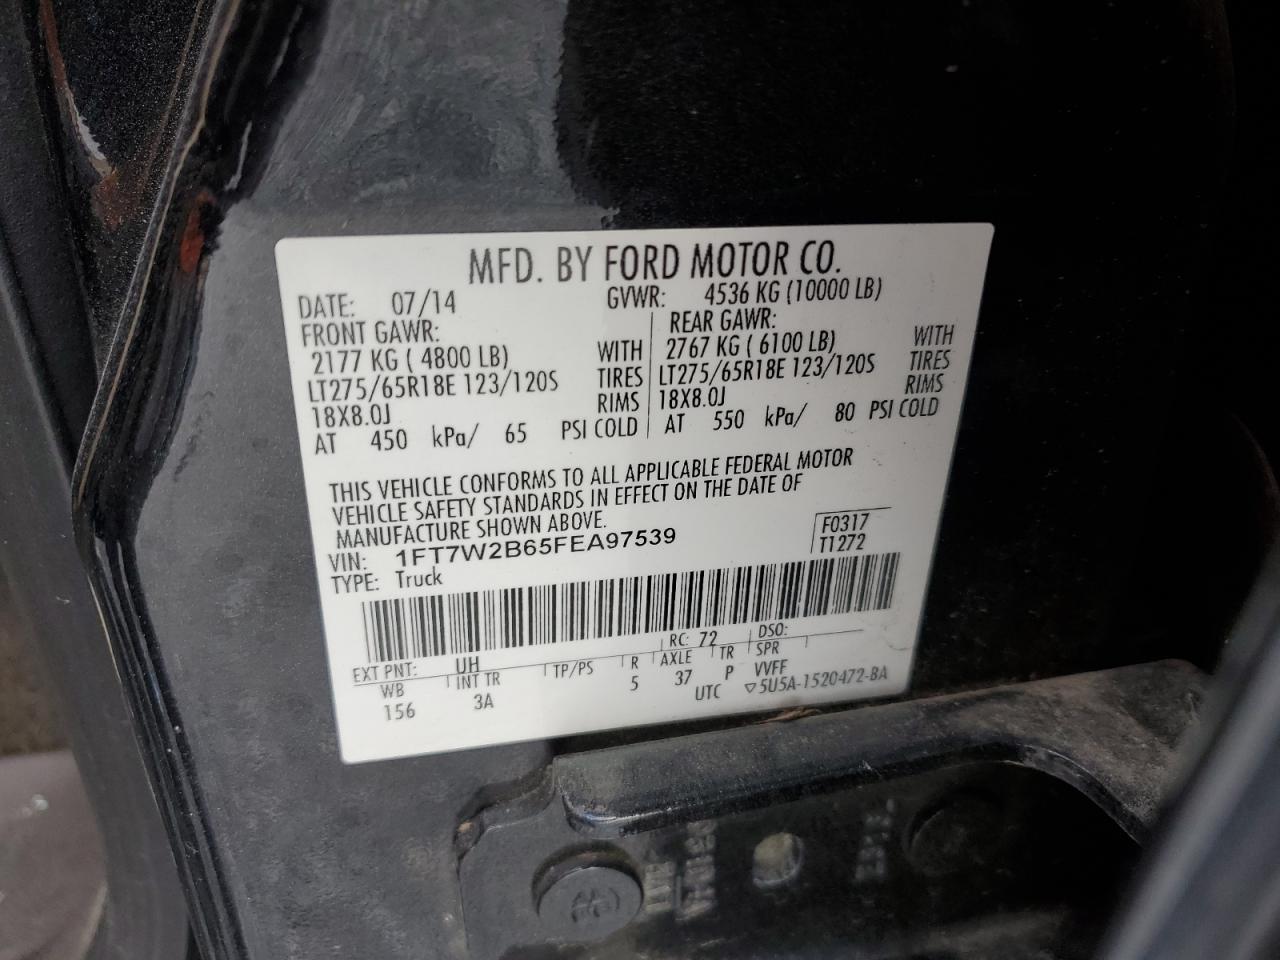 MFD. BY FORD MOTOR CO.
DATE: 07/14 GVWR: 4536 KG (10000 LB)
FRONT GAWR: REAR GAWR:
2177 KG ( 4800 LB) WITH 2767 KG ( 6100 LB) WITH
LT275/65R18E 123/120S TIRES LT275/65R18E 123/120S TIRES
18X8.0J RIMS 18X8.0J RIMS
AT 450 kPa/ 65 PSI COLD AT 550 kPa/ 80 PSI COLD
THIS VEHICLE CONFORMS TO ALL APPLICABLE FEDERAL MOTOR
VEHICLE SAFETY STANDARDS IN EFFECT ON THE DATE OF
MANUFACTURE SHOWN ABOVE.
VIN: 1FT7W2B65FEA97539 F0317
TYPE: Truck T1272
EXT PNT: UH RC: 72 DSO:
WB INT TR TP/PS R AXLE TR SPR
156 3A 5 37 P VVFF
UTC ▽5U5A-1520472-BA